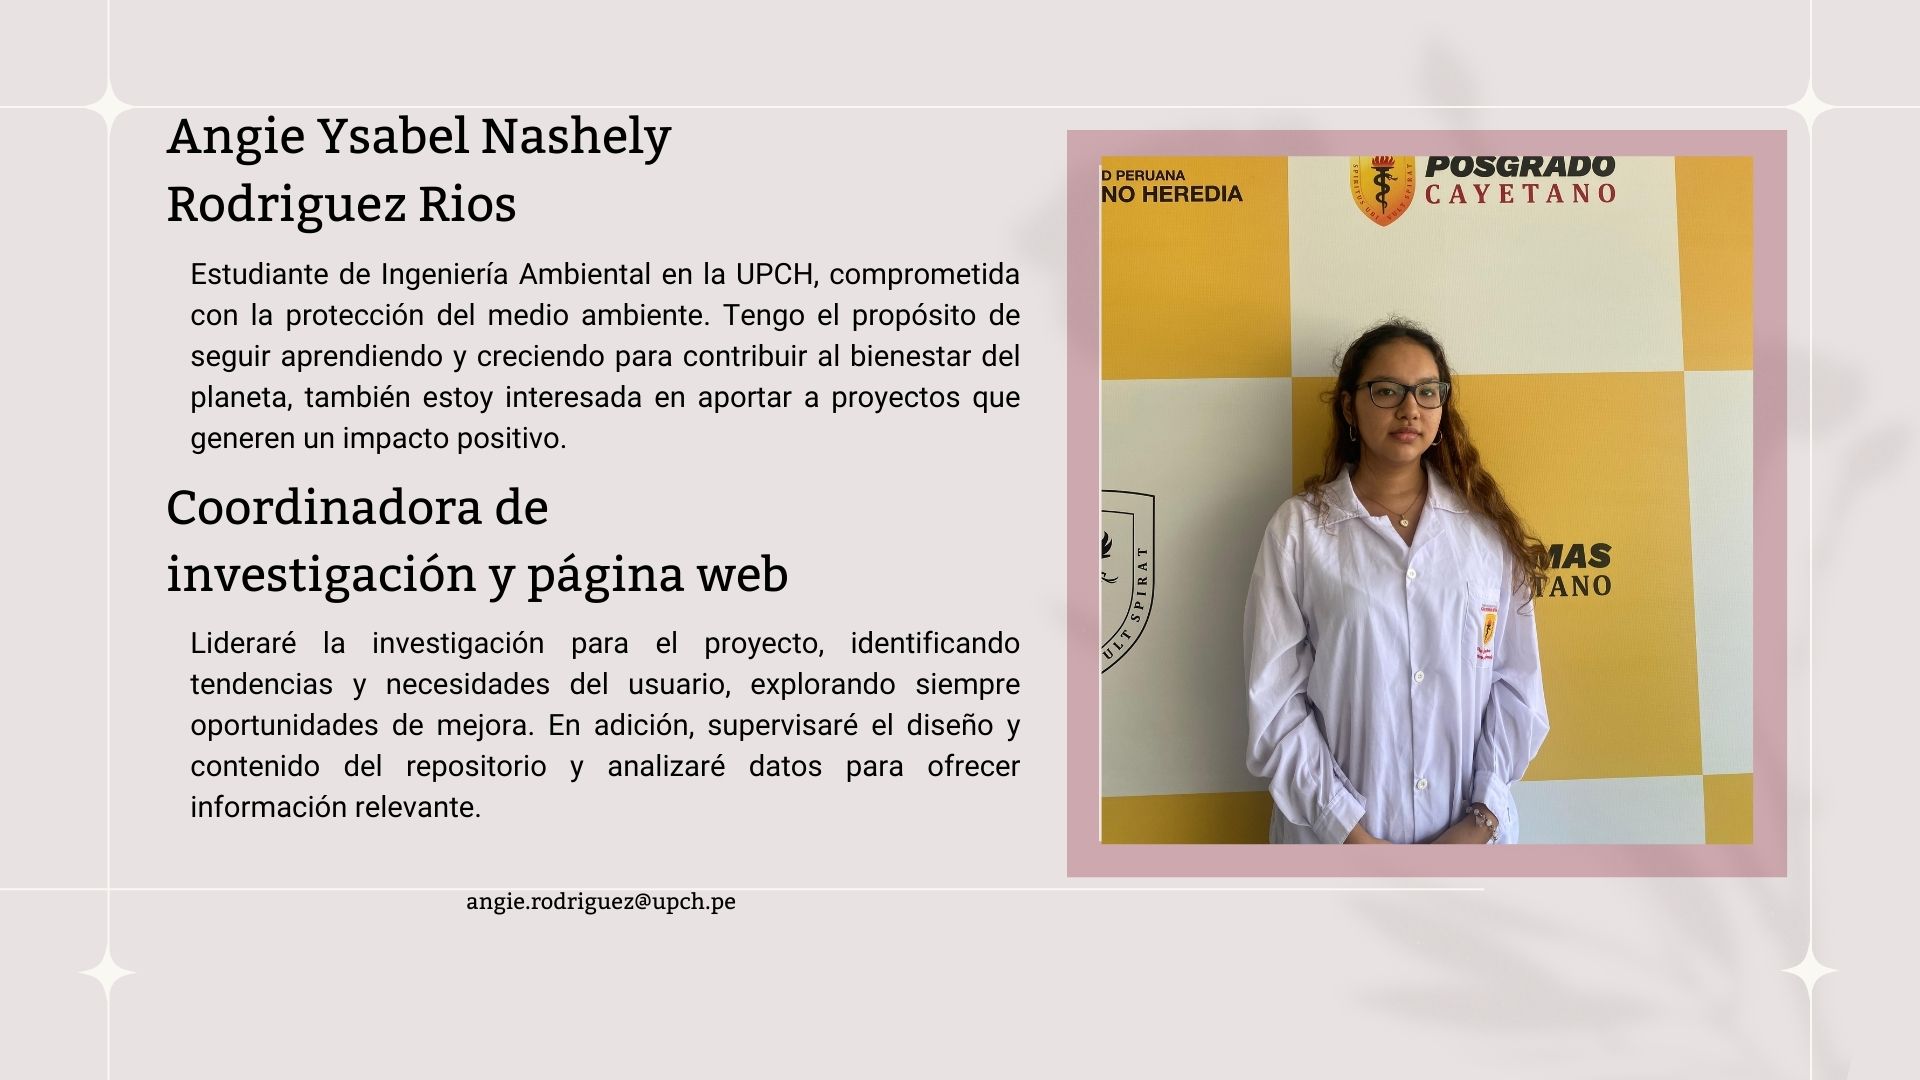 Angie Ysabel Nashely
Rodriguez Rios
Estudiante de Ingeniería Ambiental en la UPCH, comprometida
con la protección del medio ambiente. Tengo el propósito de
seguir aprendiendo y creciendo para contribuir al bienestar del
planeta, también estoy interesada en aportar a proyectos que
generen un impacto positivo.
Coordinadora de
investigación y página web
Lideraré la investigación para el proyecto, identificando
tendencias y necesidades del usuario, explorando siempre
oportunidades de mejora. En adición, supervisaré el diseño y
contenido del repositorio y analizaré datos para ofrecer
información relevante.
angie.rodriguez@upch.pe
D PERUANA
NO HEREDIA
POSGRADO
CAYETANO
SPIRITUS UBI VULT SPIRAT
ULT SPIRAT
MAS
TANO